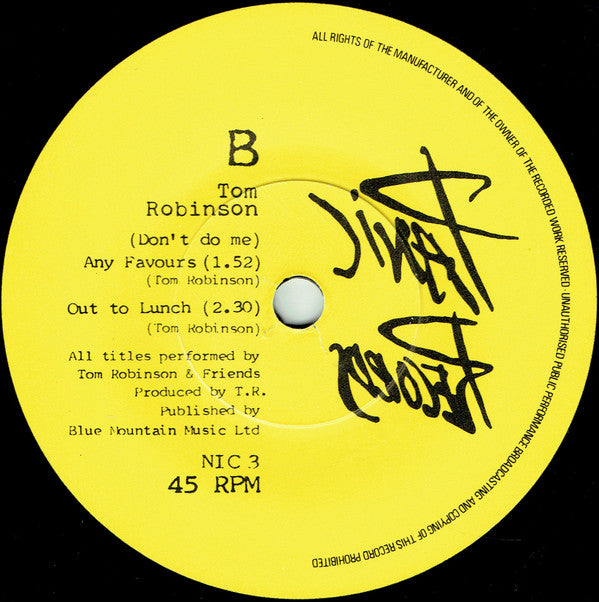 B
Tom
Robinson
(Don't do me)
Any Favours (1.52)
(Tom Robinson)
Out to Lunch (2.30)
(Tom Robinson)
All titles performed by
Tom Robinson & Friends
Produced by T.R.
Published by
Blue Mountain Music Ltd
NIC 3
45 RPM
Panic
Records
ALL RIGHTS OF THE MANUFACTURER AND OF THE OWNER OF THE RECORDED WORK RESERVED · UNAUTHORISED PUBLIC PERFORMANCE BROADCASTING AND COPYING OF THIS RECORD PROHIBITED